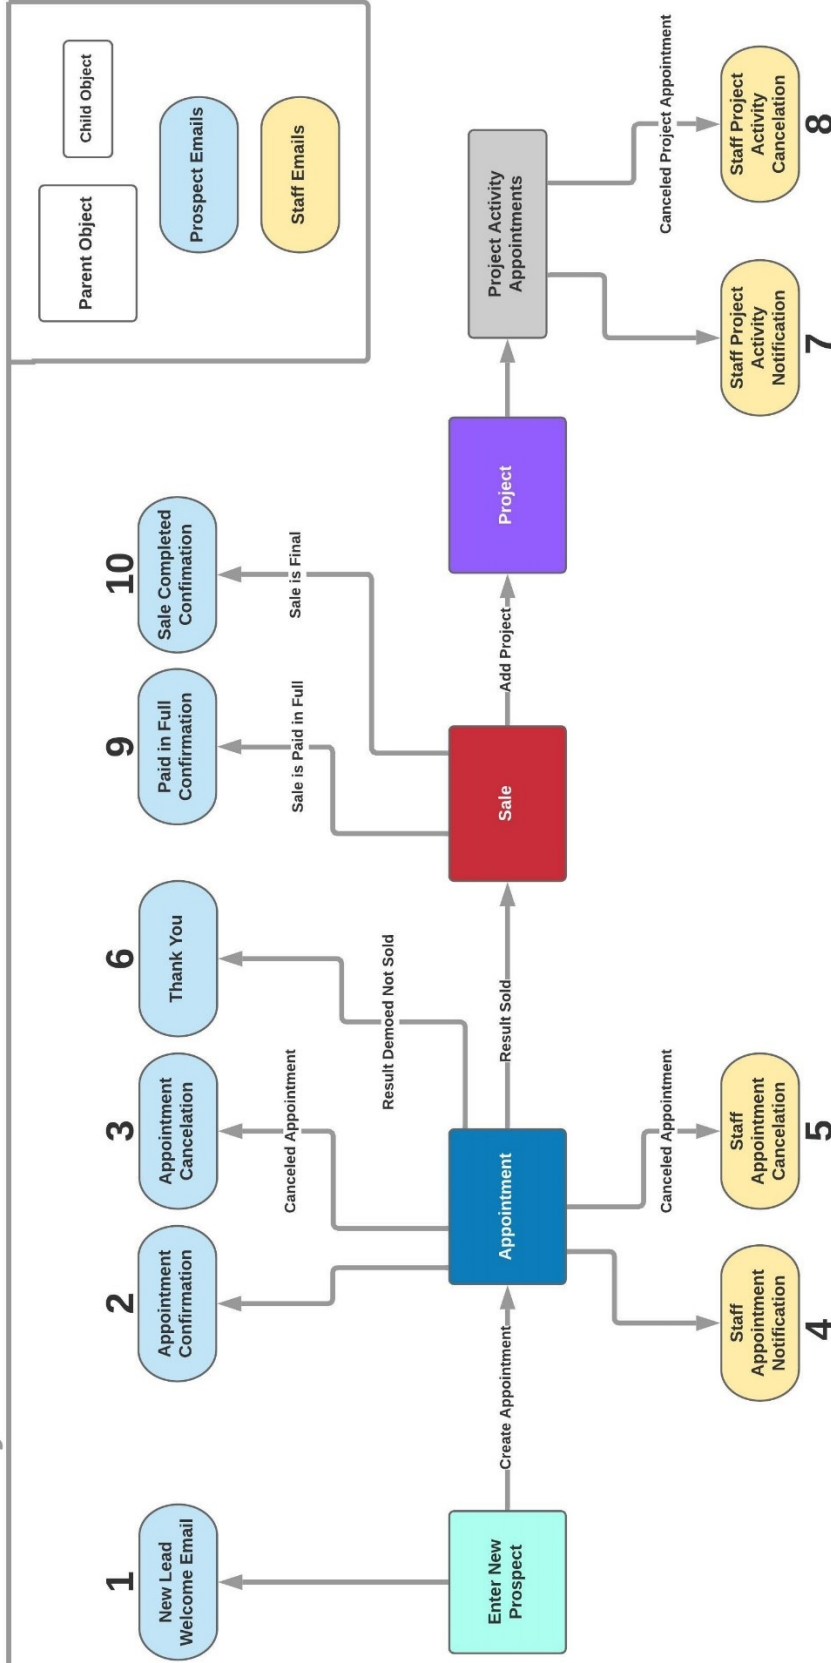 Parent Object
Child Object
Prospect Emails
Staff Emails
1
New Lead
Welcome Email
2
Appointment
Confirmation
3
Appointment
Cancelation
6
Thank You
9
Paid in Full
Confirmation
10
Sale Completed
Confimation
Canceled Appointment
Result Demoed Not Sold
Sale is Paid in Full
Sale is Final
Enter New
Prospect
Create Appointment
Appointment
Result Sold
Sale
Add Project
Project
Project Activity
Appointments
Canceled Appointment
Canceled Project Appointment
Staff
Appointment
Notification
4
Staff
Appointment
Cancelation
5
Staff Project
Activity
Notification
7
Staff Project
Activity
Cancelation
8